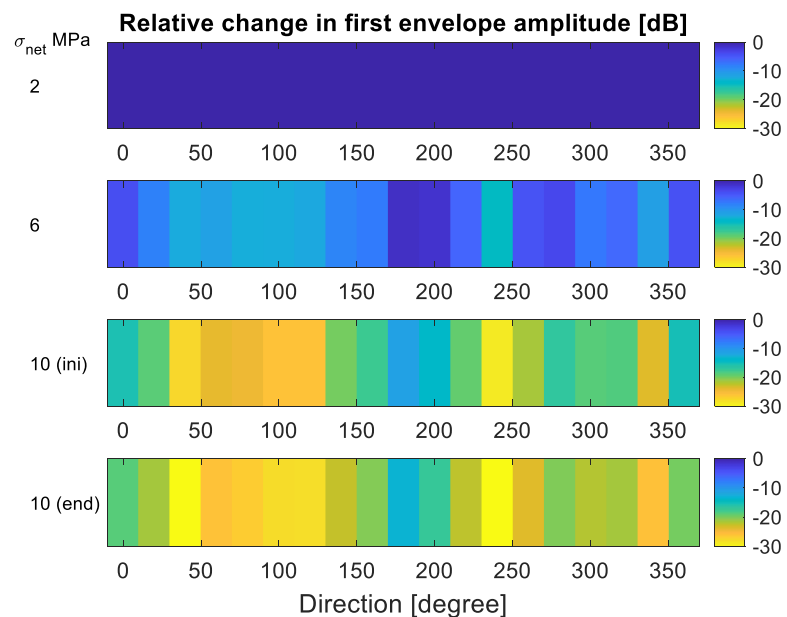 Relative change in first envelope amplitude [dB]
σnet MPa
2
0
-10
-20
-30
0 50 100 150 200 250 300 350
6
0
-10
-20
-30
0 50 100 150 200 250 300 350
10 (ini)
0
-10
-20
-30
0 50 100 150 200 250 300 350
10 (end)
0
-10
-20
-30
0 50 100 150 200 250 300 350
Direction [degree]